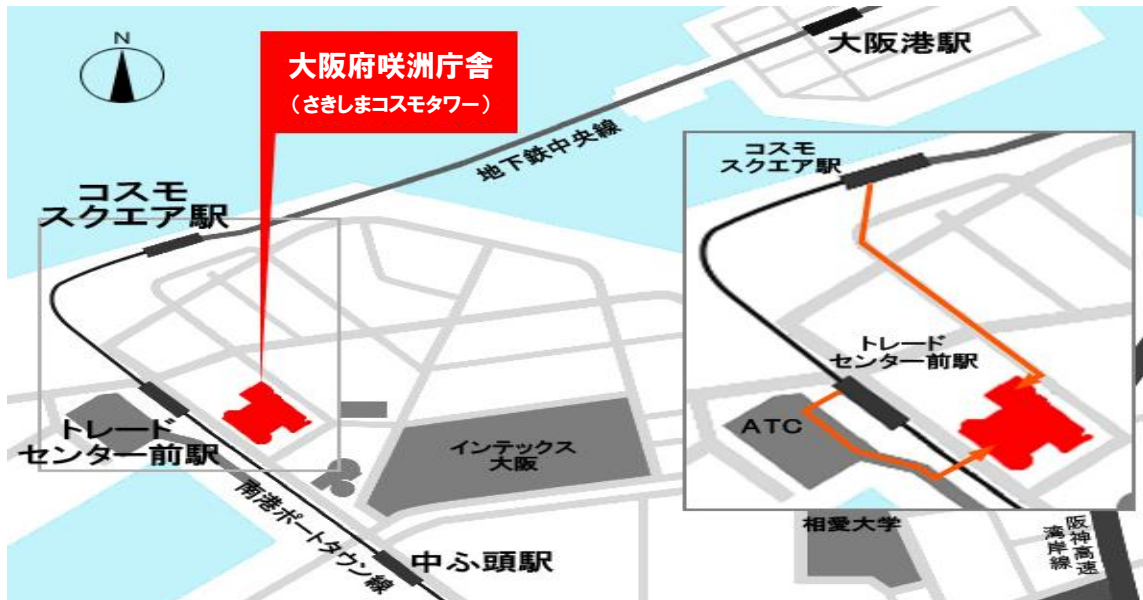 N
大阪府咲洲庁舎
（さきしまコスモタワー）
大阪港駅
地下鉄中央線
コスモ
スクエア駅
トレード
センター前駅
インテックス
大阪
南港ポートタウン線
中ふ頭駅
コスモ
スクエア駅
トレード
センター前駅
ATC
相愛大学
阪神高速
湾岸線